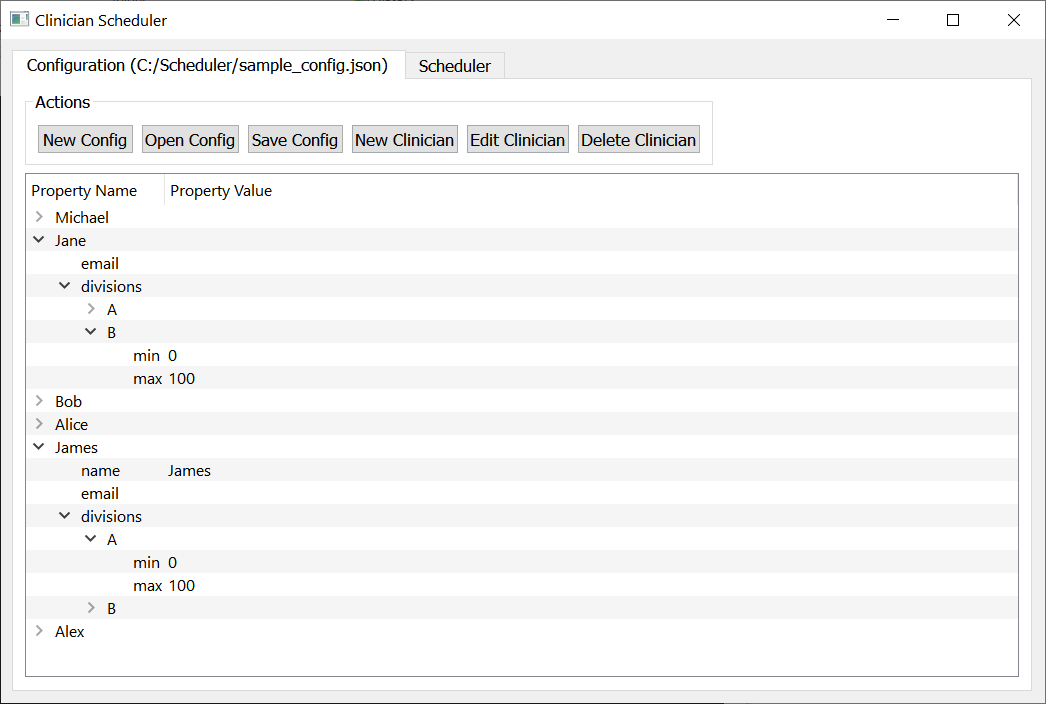 Clinician Scheduler
Configuration (C:/Scheduler/sample_config.json) Scheduler
Actions
New Config Open Config Save Config New Clinician Edit Clinician Delete Clinician
Property Name Property Value
Michael
Jane
email
divisions
A
B
min 0
max 100
Bob
Alice
James
name James
email
divisions
A
min 0
max 100
B
Alex